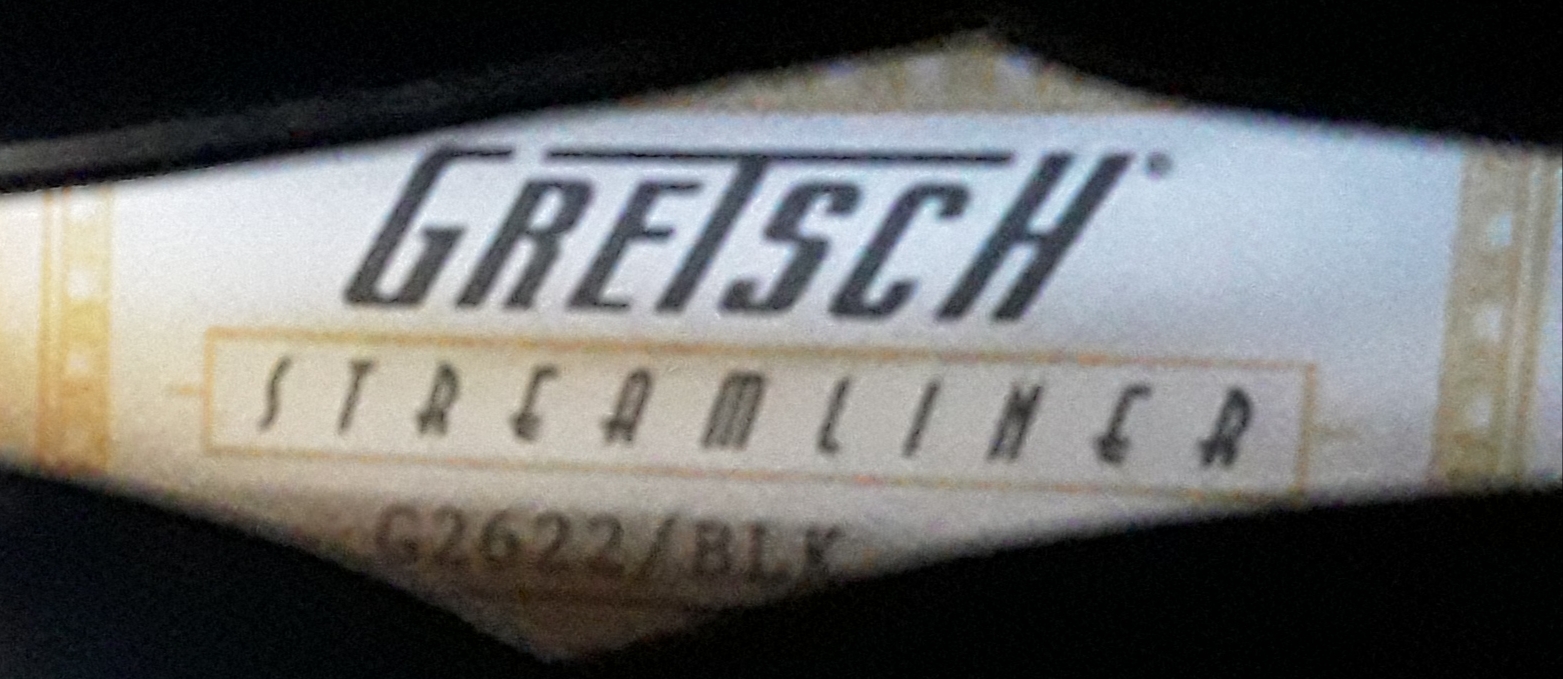 GRETSCH®
STREAMLINER
G2622/BLK